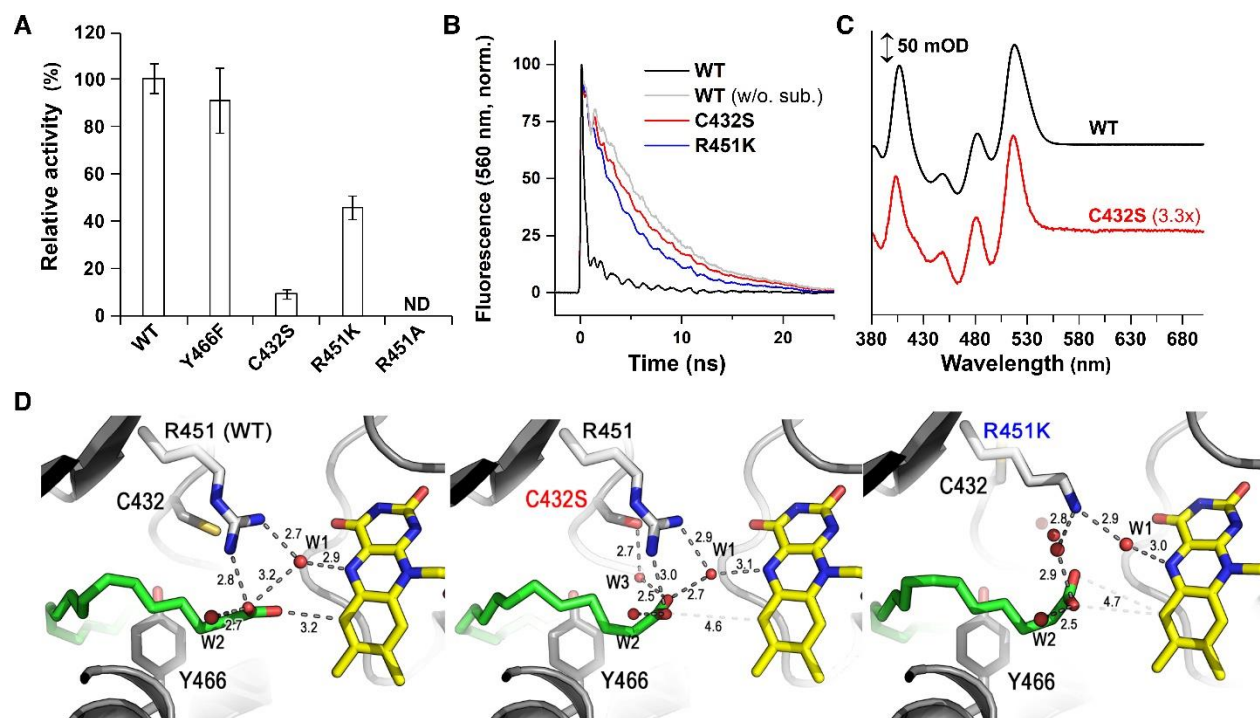 A
Relative activity (%)
120
100
80
60
40
20
0
WT
Y466F
C432S
R451K
R451A
ND
B
Fluorescence (560 nm, norm.)
100
75
50
25
0
0
10
20
Time (ns)
WT
WT (w/o. sub.)
C432S
R451K
C
50 mOD
WT
C432S (3.3x)
380 430 480 530 580 630 680
Wavelength (nm)
D
R451 (WT)
C432
2.7
W1
2.9
2.8
3.2
2.7
3.2
W2
Y466
R451
C432S
2.9
2.7
W1
3.1
W3
3.0
2.5
2.7
4.6
W2
Y466
R451K
C432
2.8
2.9
W1
3.0
2.9
4.7
W2
2.5
Y466